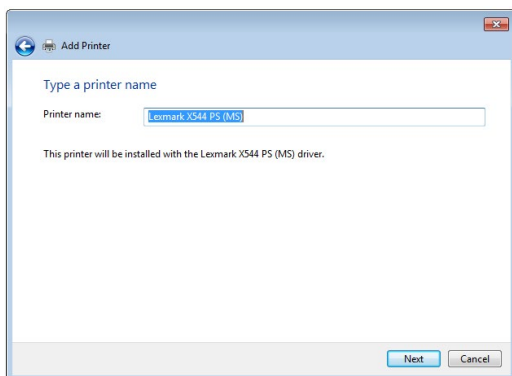 Add Printer
Type a printer name
Printer name: Lexmark X544 PS (MS)
This printer will be installed with the Lexmark X544 PS (MS) driver.
Next Cancel